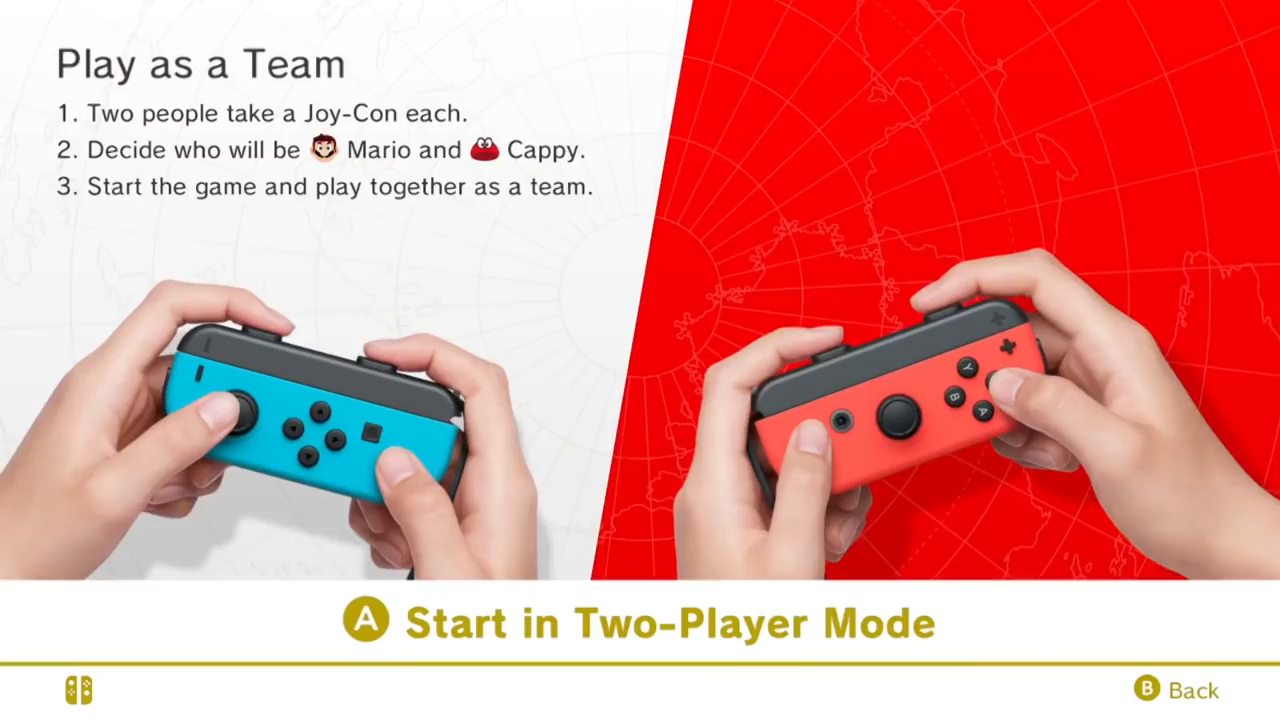 Play as a Team
1. Two people take a Joy-Con each.
2. Decide who will be Mario and Cappy.
3. Start the game and play together as a team.
Y
B
A
A Start in Two-Player Mode
B Back